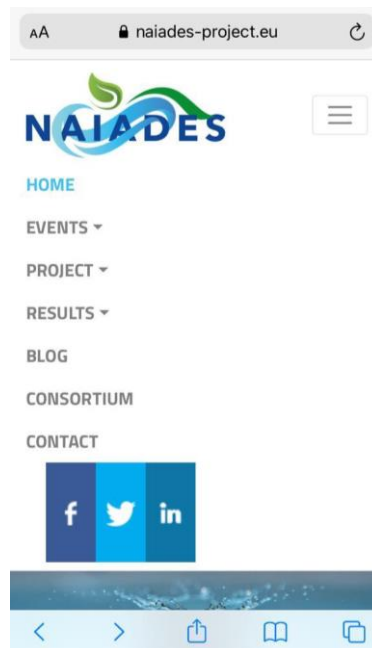 AA naiades-project.eu
NAIADES
HOME
EVENTS
PROJECT
RESULTS
BLOG
CONSORTIUM
CONTACT
f in